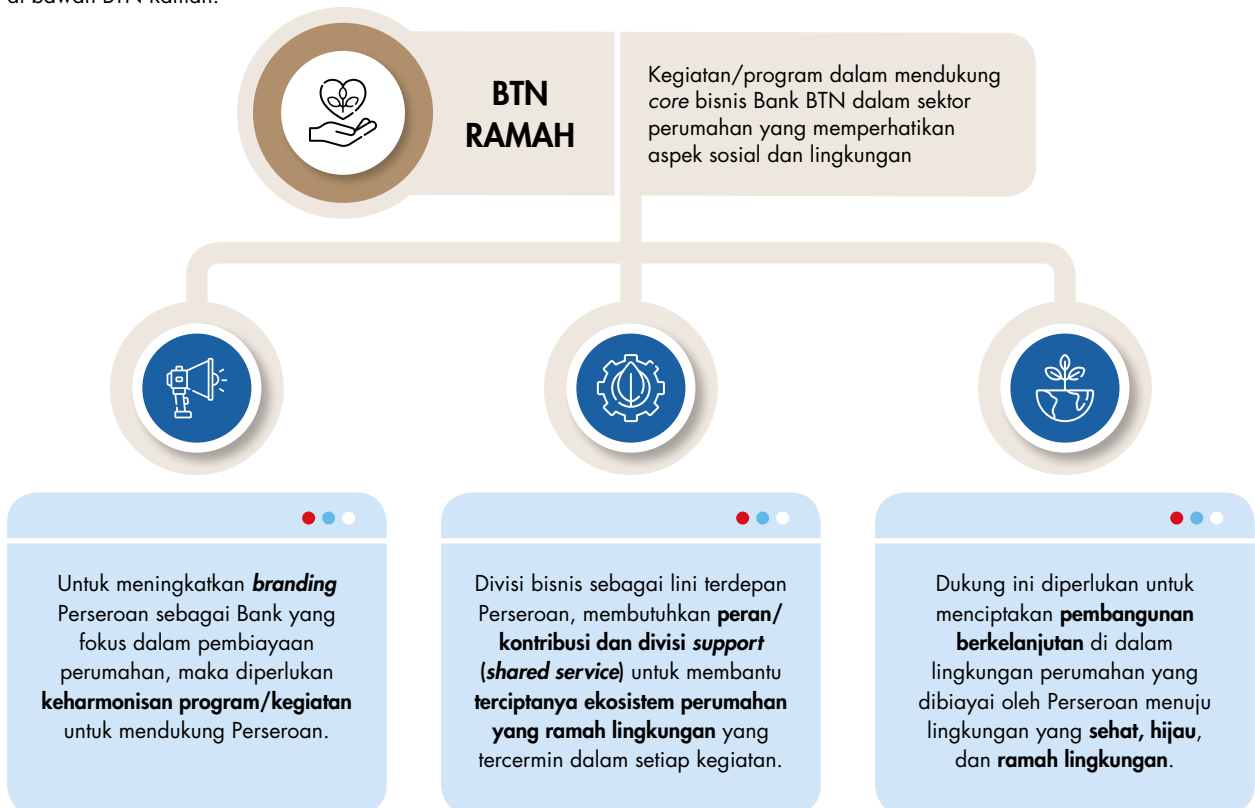 di bawah BTN Ramah.
BTN
RAMAH
Kegiatan/program dalam mendukung
core bisnis Bank BTN dalam sektor
perumahan yang memperhatikan
aspek sosial dan lingkungan
Untuk meningkatkan branding
Perseroan sebagai Bank yang
fokus dalam pembiayaan
perumahan, maka diperlukan
keharmonisan program/kegiatan
untuk mendukung Perseroan.
Divisi bisnis sebagai lini terdepan
Perseroan, membutuhkan peran/
kontribusi dan divisi support
(shared service) untuk membantu
terciptanya ekosistem perumahan
yang ramah lingkungan yang
tercermin dalam setiap kegiatan.
Dukung ini diperlukan untuk
menciptakan pembangunan
berkelanjutan di dalam
lingkungan perumahan yang
dibiayai oleh Perseroan menuju
lingkungan yang sehat, hijau,
dan ramah lingkungan.